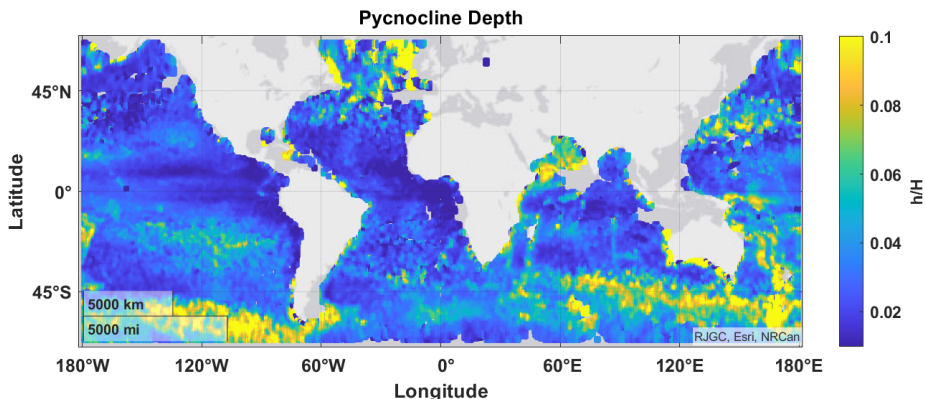 Pycnocline Depth
Latitude
45°N
0°
45°S
5000 km
5000 mi
RJGC, Esri, NRCan
180°W 120°W 60°W 0° 60°E 120°E 180°E
Longitude
0.1
0.08
0.06
0.04
0.02
h/H